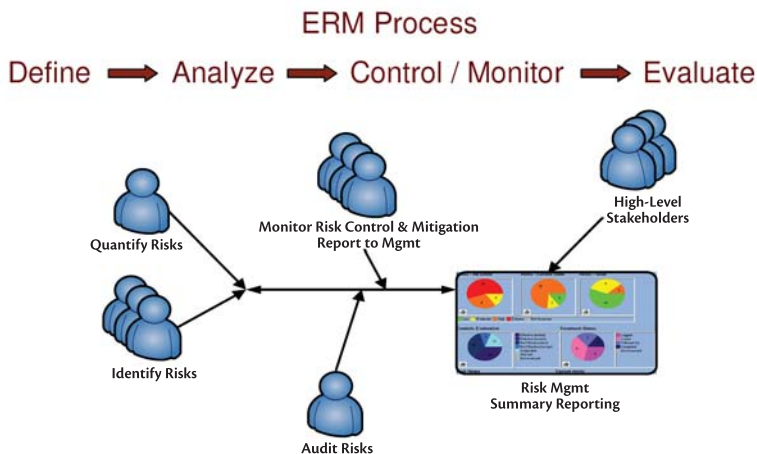 ERM Process
Define Analyze Control / Monitor Evaluate
Quantify Risks
Monitor Risk Control & Mitigation
Report to Mgmt
High-Level
Stakeholders
Identify Risks
Risk Mgmt
Summary Reporting
Audit Risks